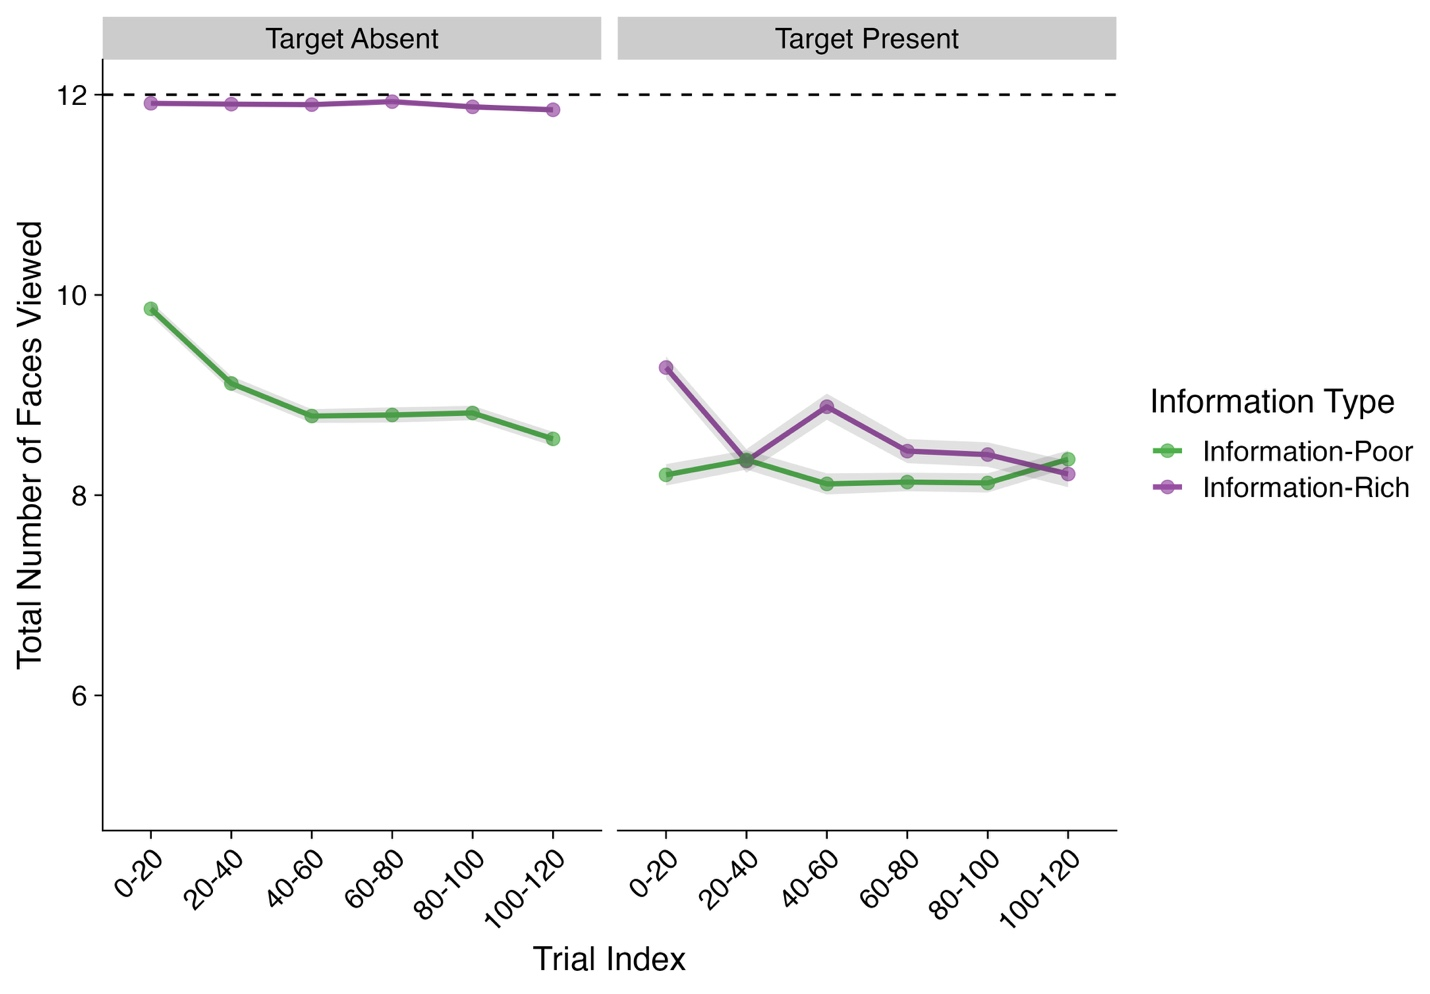 Target Absent
Target Present
Total Number of Faces Viewed
12
10
8
6
0-20
20-40
40-60
60-80
80-100
100-120
0-20
20-40
40-60
60-80
80-100
100-120
Trial Index
Information Type
Information-Poor
Information-Rich